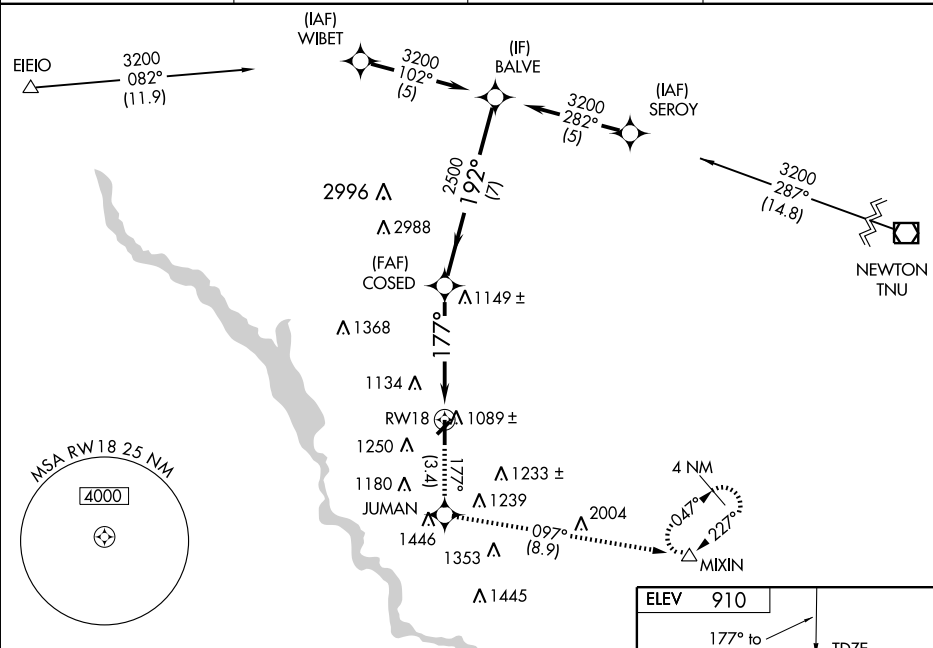 (IAF)
WIBET
EIEIO
3200
082°
(11.9)
3200
102°
(5)
(IF)
BALVE
3200
282°
(5)
(IAF)
SEROY
2500
192°
(7)
3200
287°
(14.8)
NEWTON
TNU
2996
2988
(FAF)
COSED
1149 ±
1368
177°
1134
RW18
1089 ±
1250
1180
177°
(3.4)
1233 ±
1239
JUMAN
1446
097°
(8.9)
2004
1353
1445
4 NM
047°
227°
MIXIN
MSA RW18 25 NM
4000
ELEV 910
177° to
TDZE